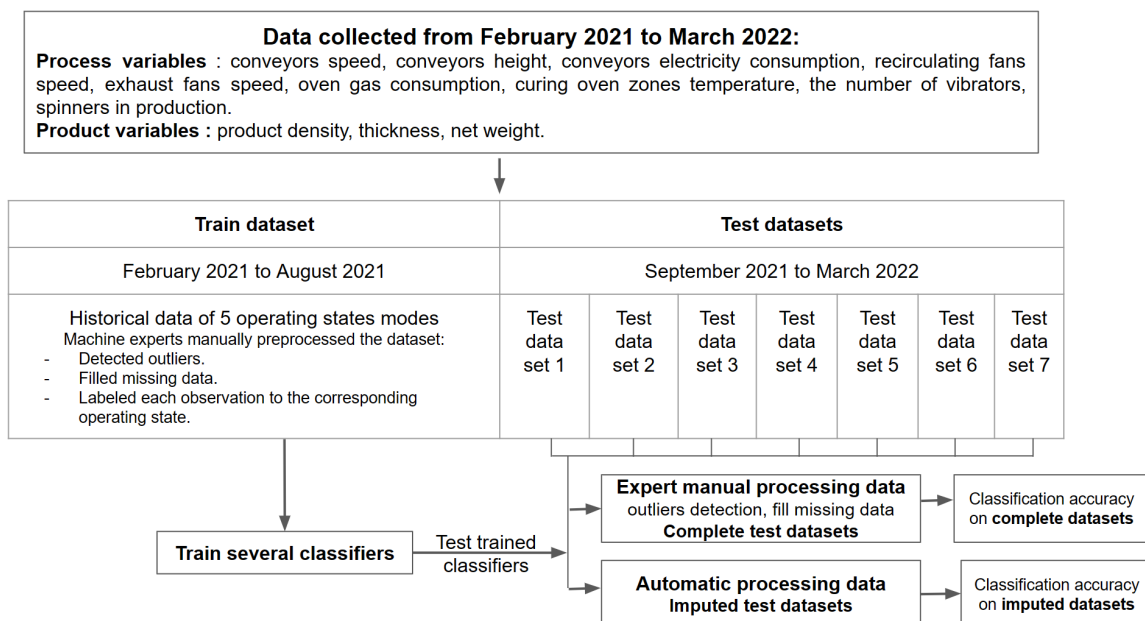 Data collected from February 2021 to March 2022:
Process variables : conveyors speed, conveyors height, conveyors electricity consumption, recirculating fans
speed, exhaust fans speed, oven gas consumption, curing oven zones temperature, the number of vibrators,
spinners in production.
Product variables : product density, thickness, net weight.
Train dataset
Test datasets
February 2021 to August 2021
September 2021 to March 2022
Historical data of 5 operating states modes
Machine experts manually preprocessed the dataset:
- Detected outliers.
- Filled missing data.
- Labeled each observation to the corresponding
operating state.
Test
data
set 1
Test
data
set 2
Test
data
set 3
Test
data
set 4
Test
data
set 5
Test
data
set 6
Test
data
set 7
Train several classifiers
Test trained
classifiers
Expert manual processing data
outliers detection, fill missing data
Complete test datasets
Classification accuracy
on complete datasets
Automatic processing data
Imputed test datasets
Classification accuracy
on imputed datasets